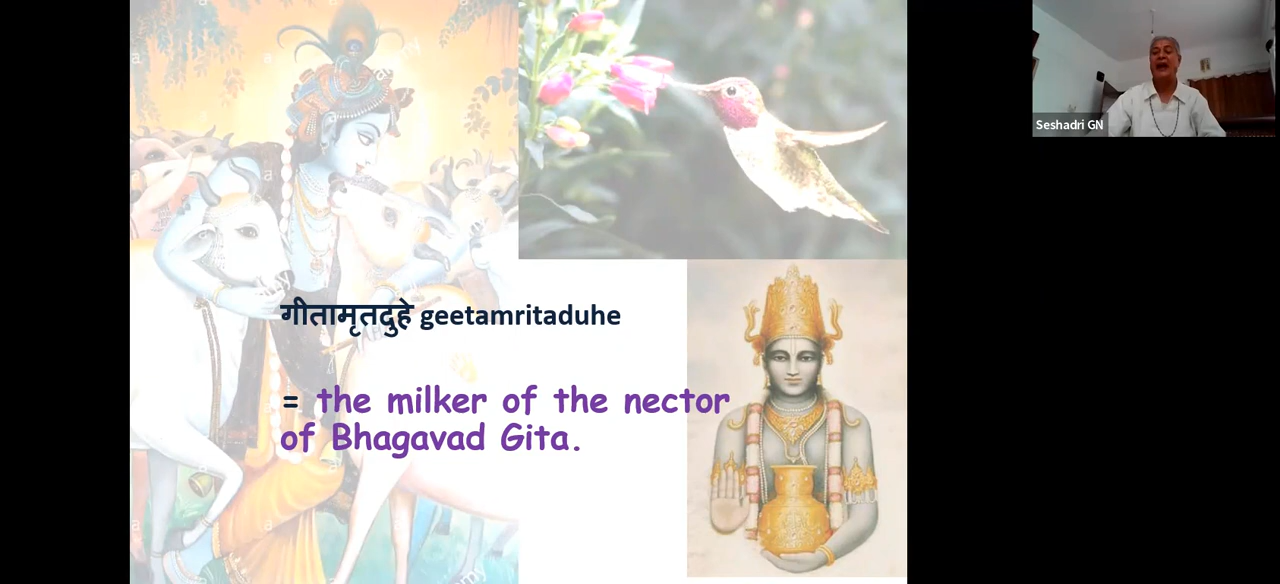 गीतामृतदुहे geetamritaduhe
= the milker of the nector
of Bhagavad Gita.
Seshadri GN